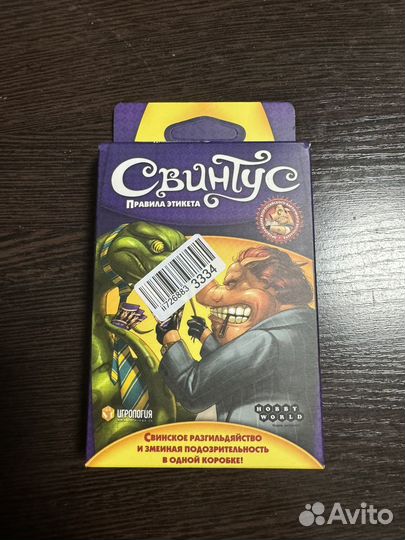 Свинтус
Правила этикета
3334
игрология
HOBBY
WORLD
Свинское разгильдяйство
и змеиная подозрительность
в одной коробке!
Avito